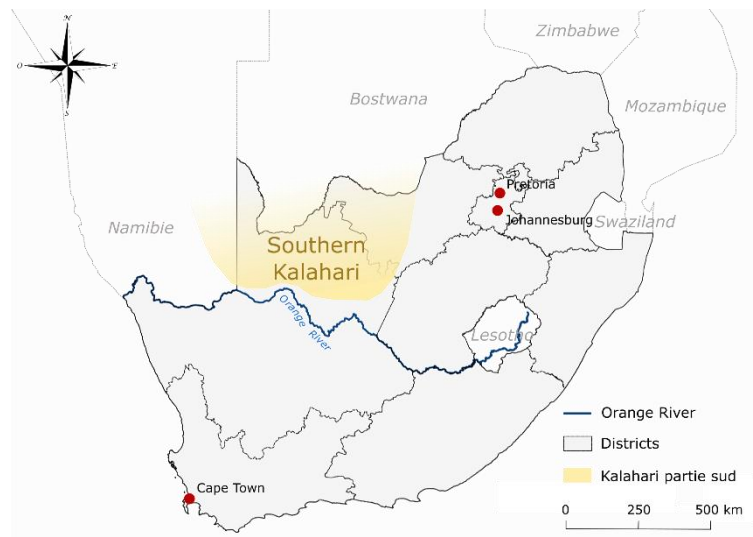 N
O
E
S
Zimbabwe
Bostwana
Mozambique
Pretoria
Johannesburg
Swaziland
Namibie
Southern
Kalahari
Orange River
Lesotho
Cape Town
Orange River
Districts
Kalahari partie sud
0 250 500 km